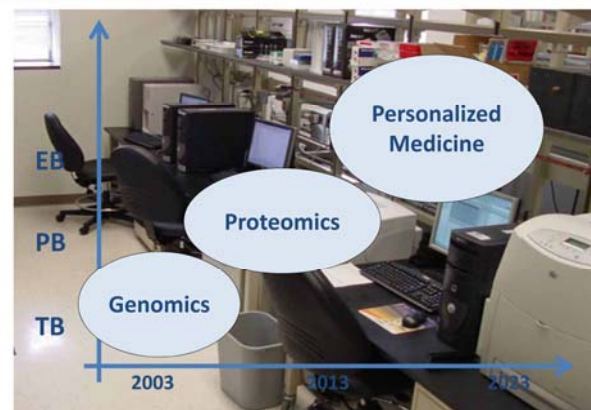 Personalized
Medicine
EB
Proteomics
PB
Genomics
TB
2003 2013 2023